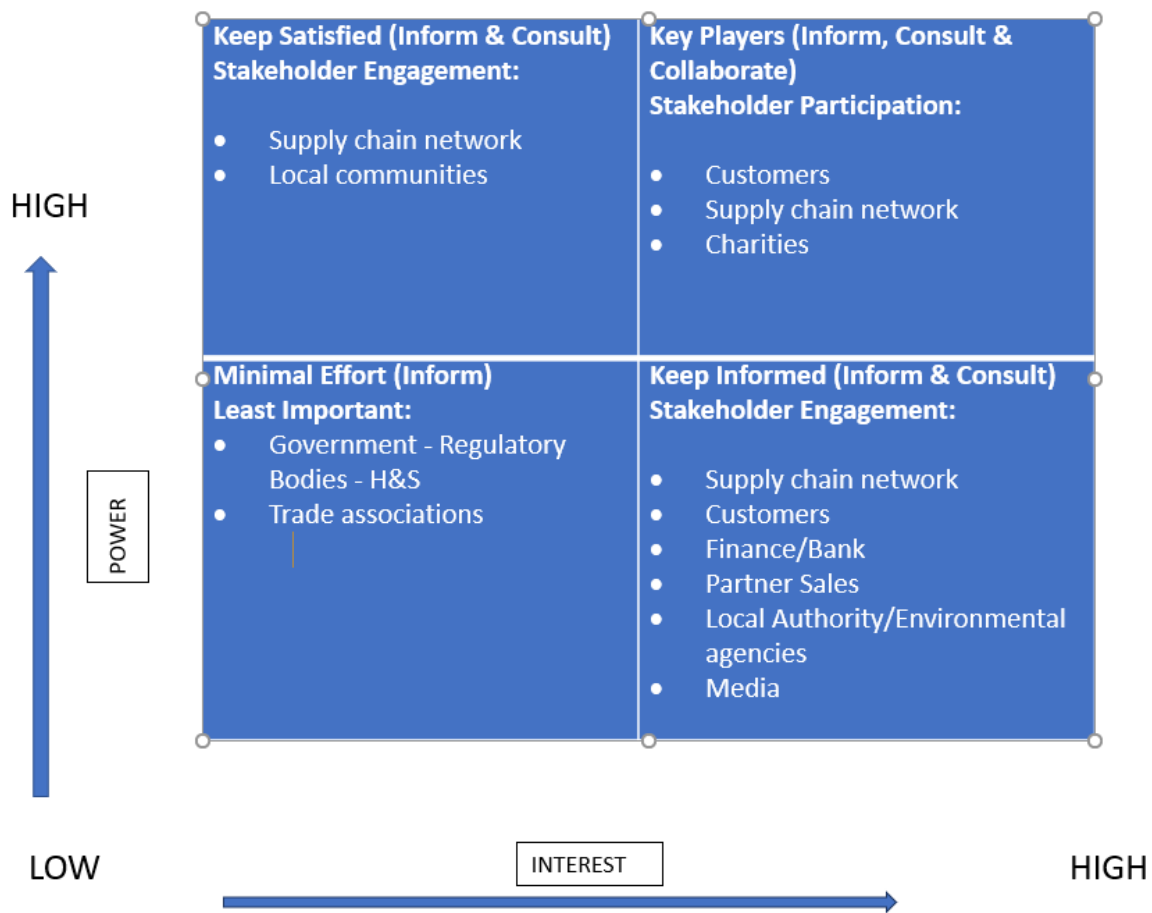 Keep Satisfied (Inform & Consult)
Stakeholder Engagement:
• Supply chain network
• Local communities
Key Players (Inform, Consult &
Collaborate)
Stakeholder Participation:
• Customers
• Supply chain network
• Charities
HIGH
Minimal Effort (Inform)
Least Important:
• Government - Regulatory
Bodies - H&S
• Trade associations
Keep Informed (Inform & Consult)
Stakeholder Engagement:
• Supply chain network
• Customers
• Finance/Bank
• Partner Sales
• Local Authority/Environmental
agencies
• Media
POWER
LOW
INTEREST
HIGH